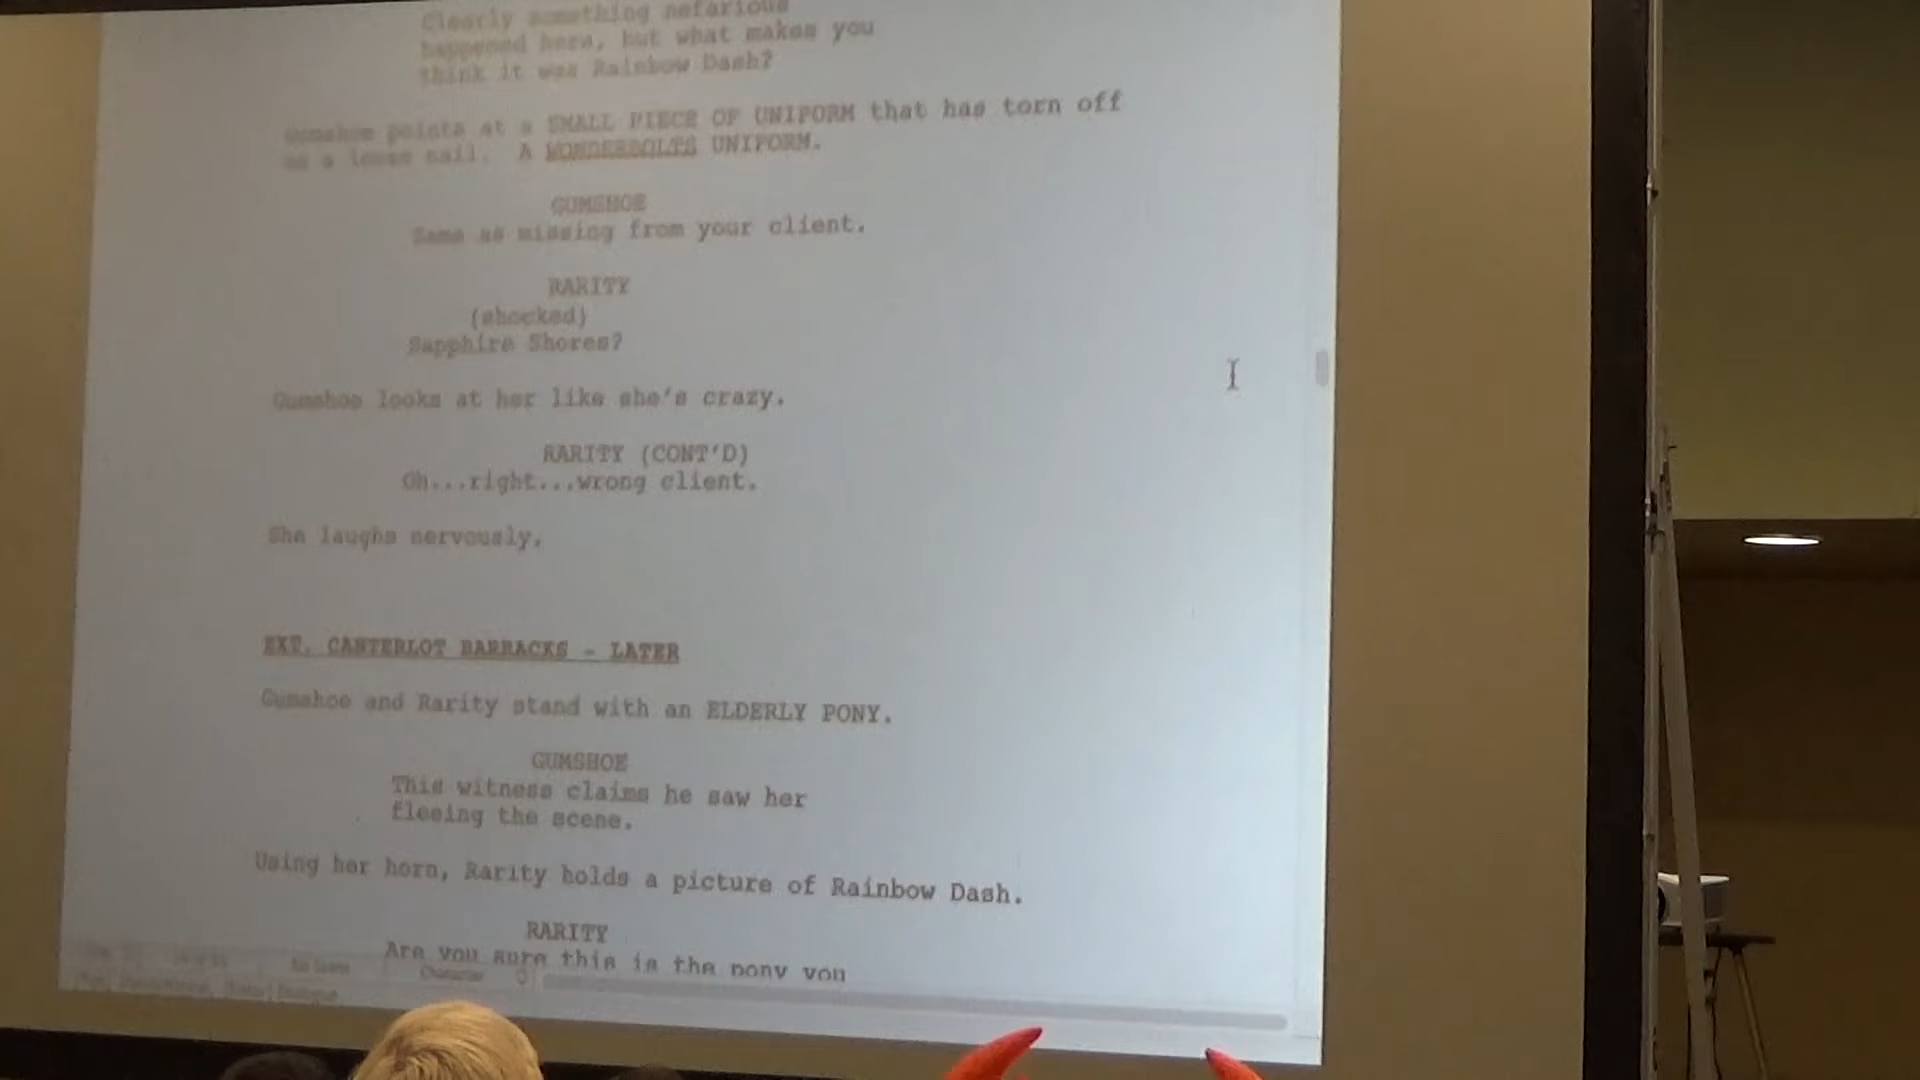 Clearly something nefarious
happened here, but what makes you
think it was Rainbow Dash?
Gumshoe points at a SMALL PIECE OF UNIFORM that has torn off
on a loose nail. A WONDERBOLTS UNIFORM.
GUMSHOE
Same as missing from your client.
RARITY
(shocked)
Sapphire Shores?
Gumshoe looks at her like she's crazy.
RARITY (CONT'D)
Oh...right...wrong client.
She laughs nervously.
EXT. CANTERLOT BARRACKS - LATER
Gumshoe and Rarity stand with an ELDERLY PONY.
GUMSHOE
This witness claims he saw her
fleeing the scene.
Using her horn, Rarity holds a picture of Rainbow Dash.
RARITY
Are you sure this is the pony you
Character